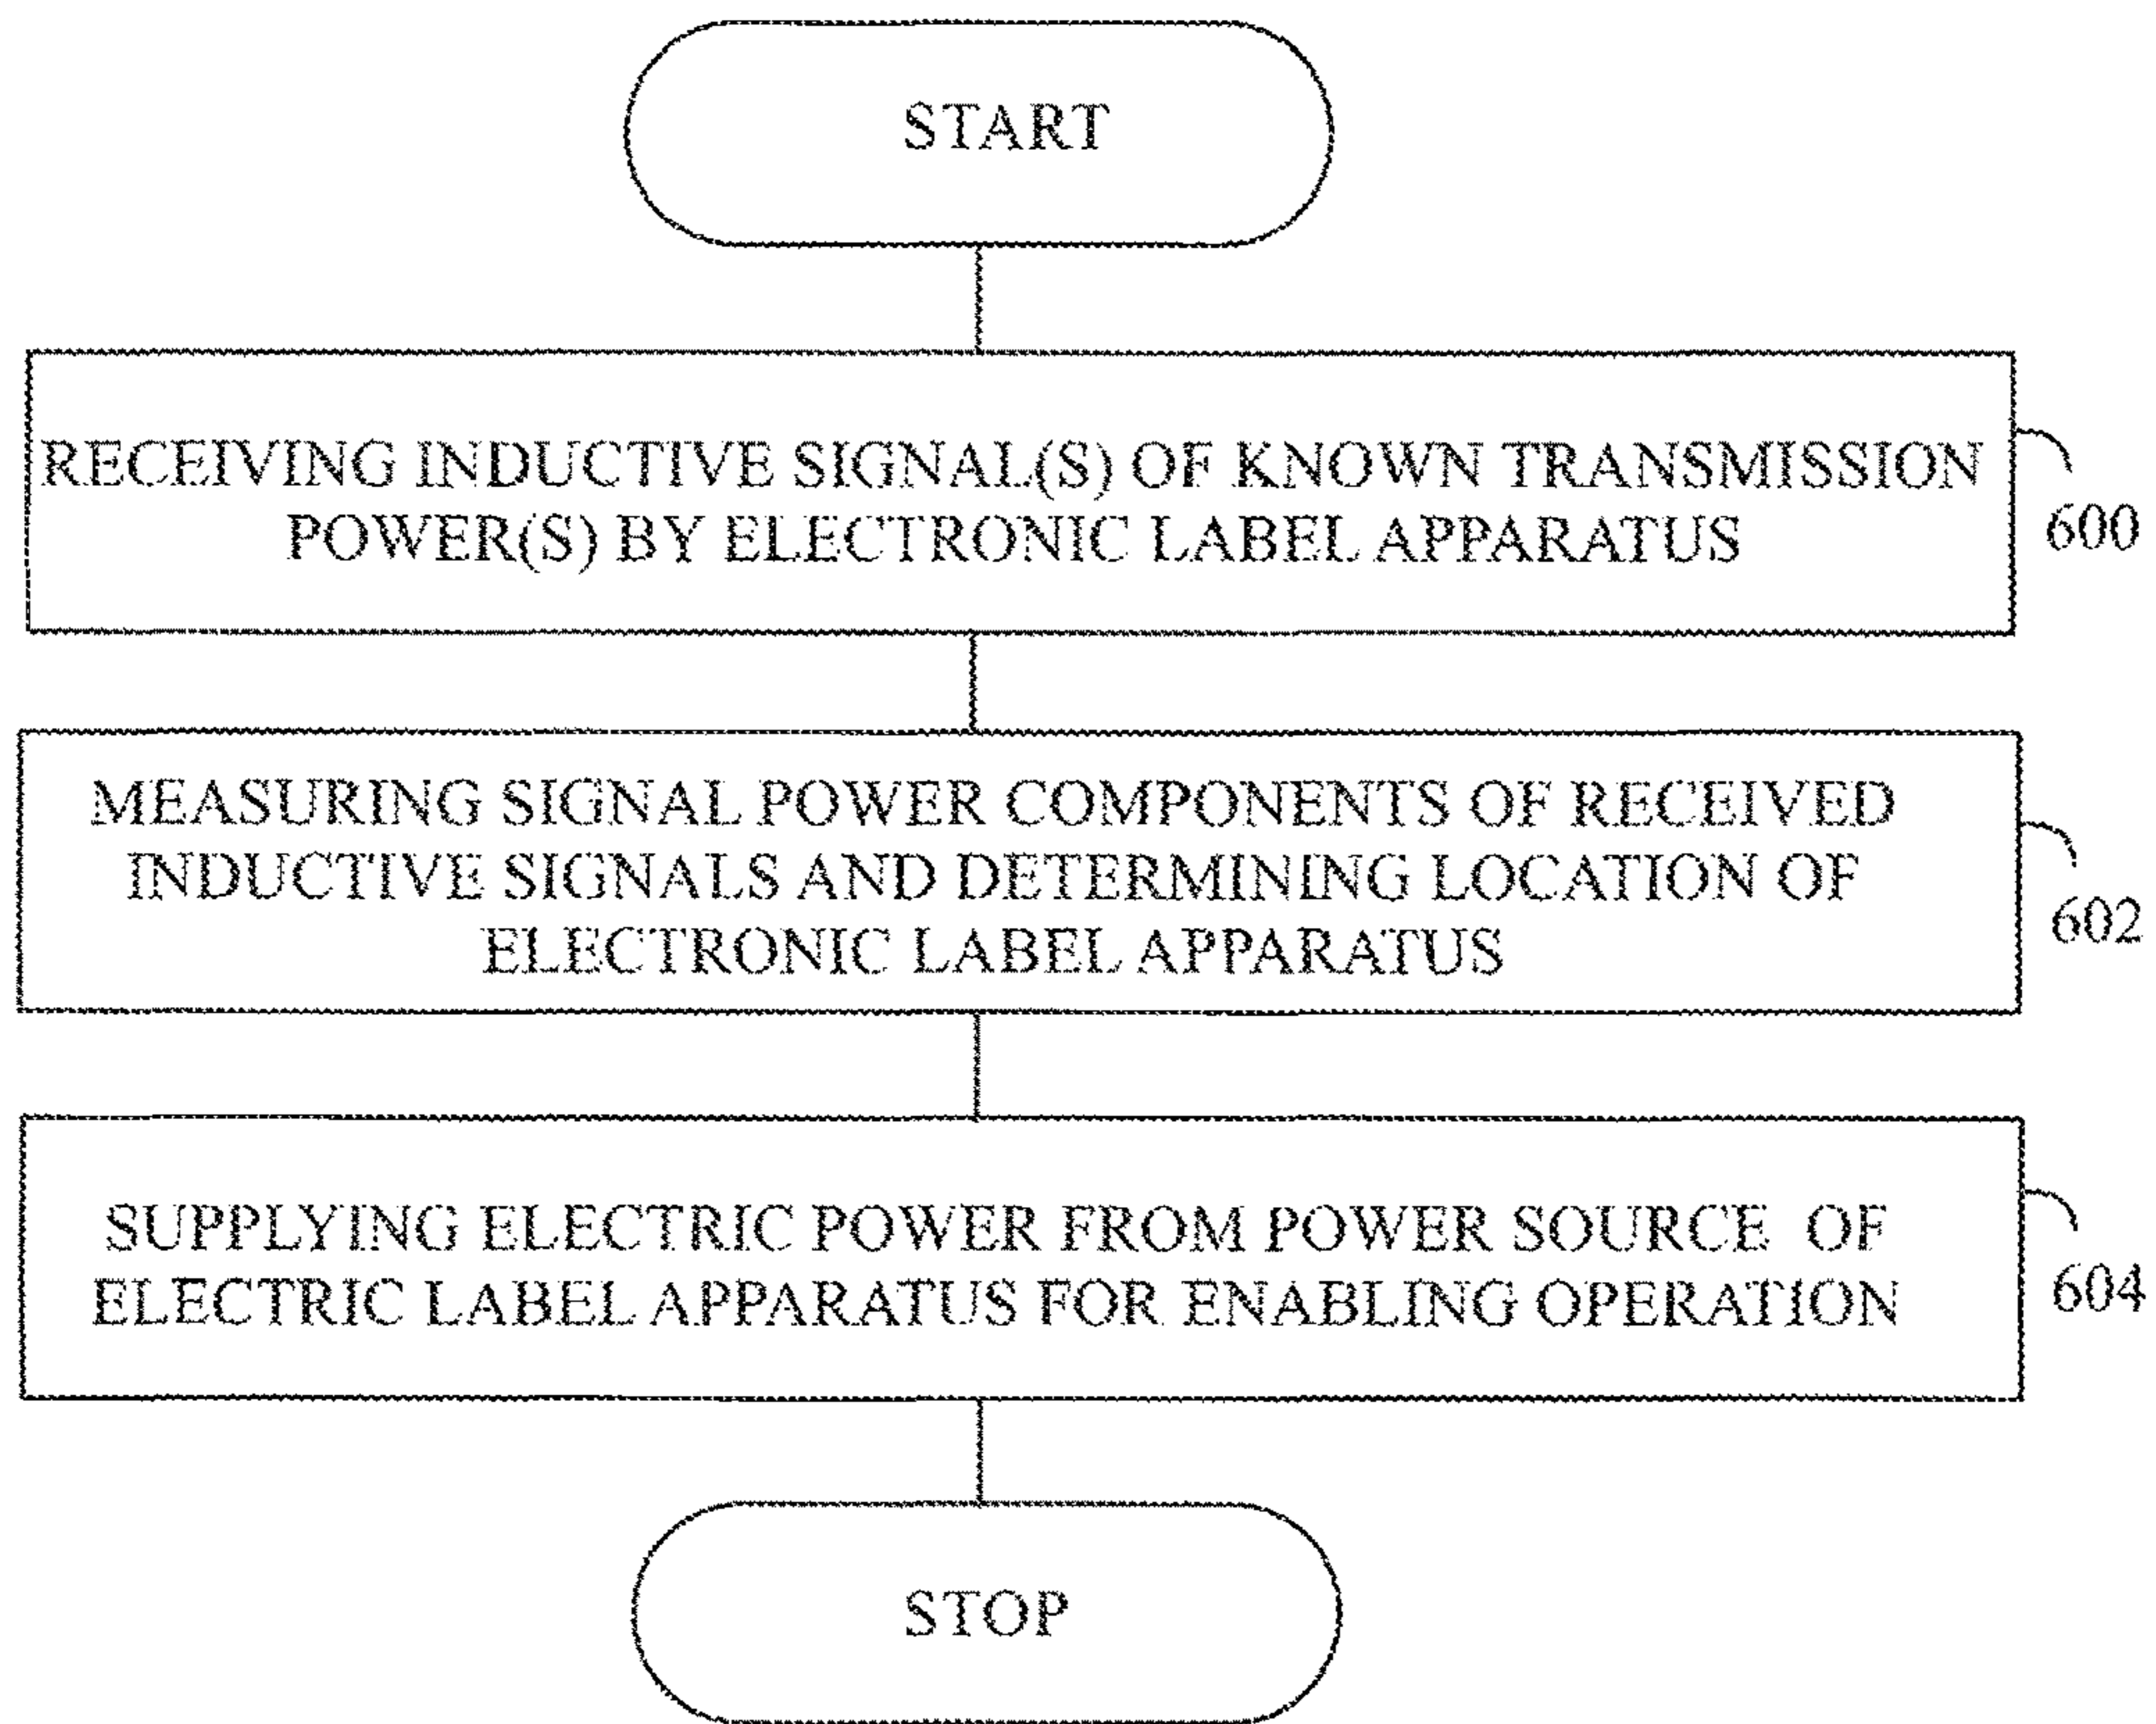 START
RECEIVING INDUCTIVE SIGNAL(S) OF KNOWN TRANSMISSION
POWER(S) BY ELECTRONIC LABEL APPARATUS
600
MEASURING SIGNAL POWER COMPONENTS OF RECEIVED
INDUCTIVE SIGNALS AND DETERMINING LOCATION OF
ELECTRONIC LABEL APPARATUS
602
SUPPLYING ELECTRIC POWER FROM POWER SOURCE OF
ELECTRIC LABEL APPARATUS FOR ENABLING OPERATION
604
STOP